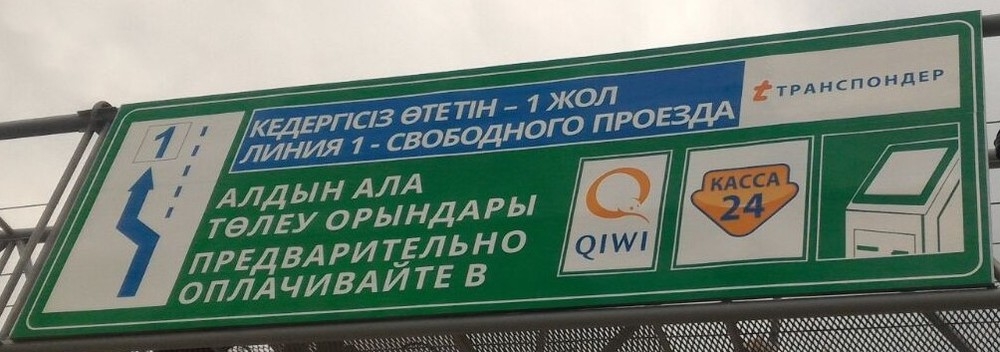 1
КЕДЕРГІСІЗ ӨТЕТІН – 1 ЖОЛ
ЛИНИЯ 1 - СВОБОДНОГО ПРОЕЗДА
t ТРАНСПОНДЕР
АЛДЫН АЛА
ТӨЛЕУ ОРЫНДАРЫ
ПРЕДВАРИТЕЛЬНО
ОПЛАЧИВАЙТЕ В
QIWI
КАССА
24